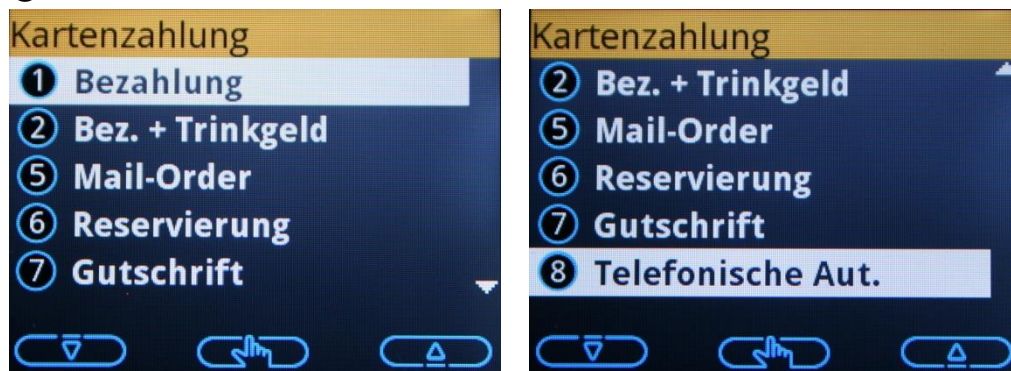 Kartenzahlung
1 Bezahlung
2 Bez. + Trinkgeld
5 Mail-Order
6 Reservierung
7 Gutschrift
Kartenzahlung
2 Bez. + Trinkgeld
5 Mail-Order
6 Reservierung
7 Gutschrift
8 Telefonische Aut.